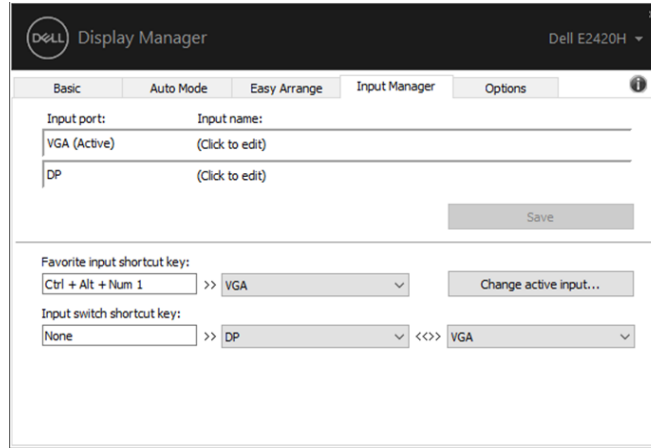 DELL Display Manager Dell E2420H
Basic Auto Mode Easy Arrange Input Manager Options i
Input port: Input name:
VGA (Active) (Click to edit)
DP (Click to edit)
Save
Favorite input shortcut key:
Ctrl + Alt + Num 1 >> VGA Change active input...
Input switch shortcut key:
None >> DP <<>> VGA